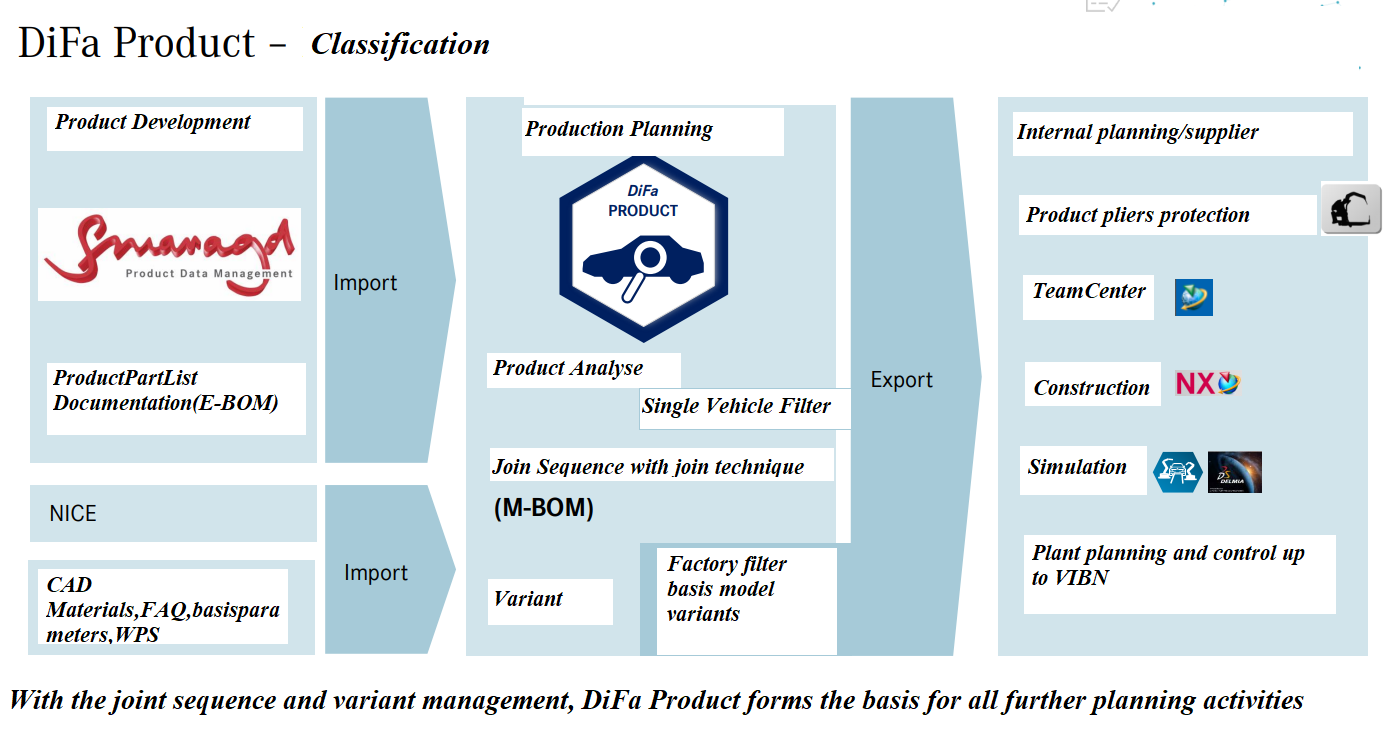 DiFa Product – Classification
Product Development
Smaragd
Product Data Management
ProductPartList
Documentation(E-BOM)
Import
NICE
CAD
Materials,FAQ,basispara
meters,WPS
Import
Production Planning
DiFa
PRODUCT
Product Analyse
Single Vehicle Filter
Join Sequence with join technique
(M-BOM)
Variant
Factory filter
basis model
variants
Export
Internal planning/supplier
Product pliers protection
TeamCenter
Construction
NX
Simulation
DS
DELMIA
Plant planning and control up
to VIBN
With the joint sequence and variant management, DiFa Product forms the basis for all further planning activities